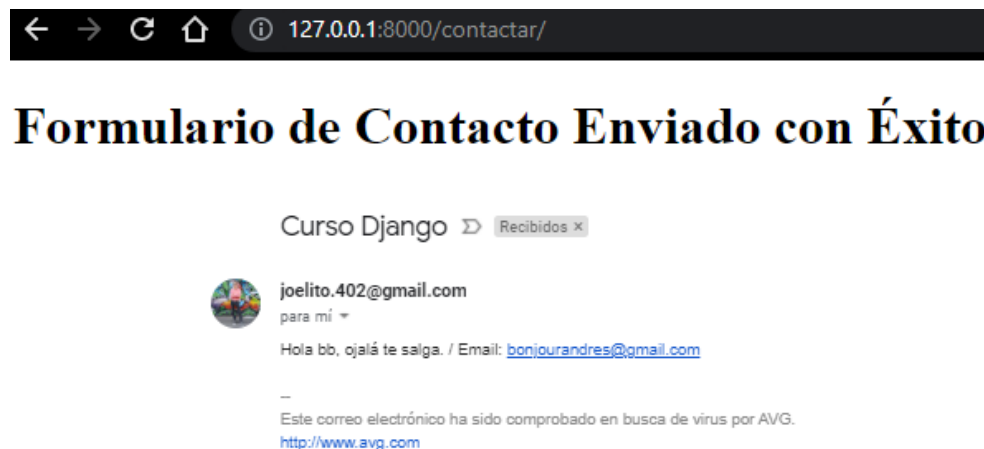 127.0.0.1:8000/contactar/
Formulario de Contacto Enviado con Éxito
Curso Django Recibidos ×
joelito.402@gmail.com
para mí
Hola bb, ojalá te salga. / Email: bonjourandres@gmail.com
--
Este correo electrónico ha sido comprobado en busca de virus por AVG.
http://www.avg.com